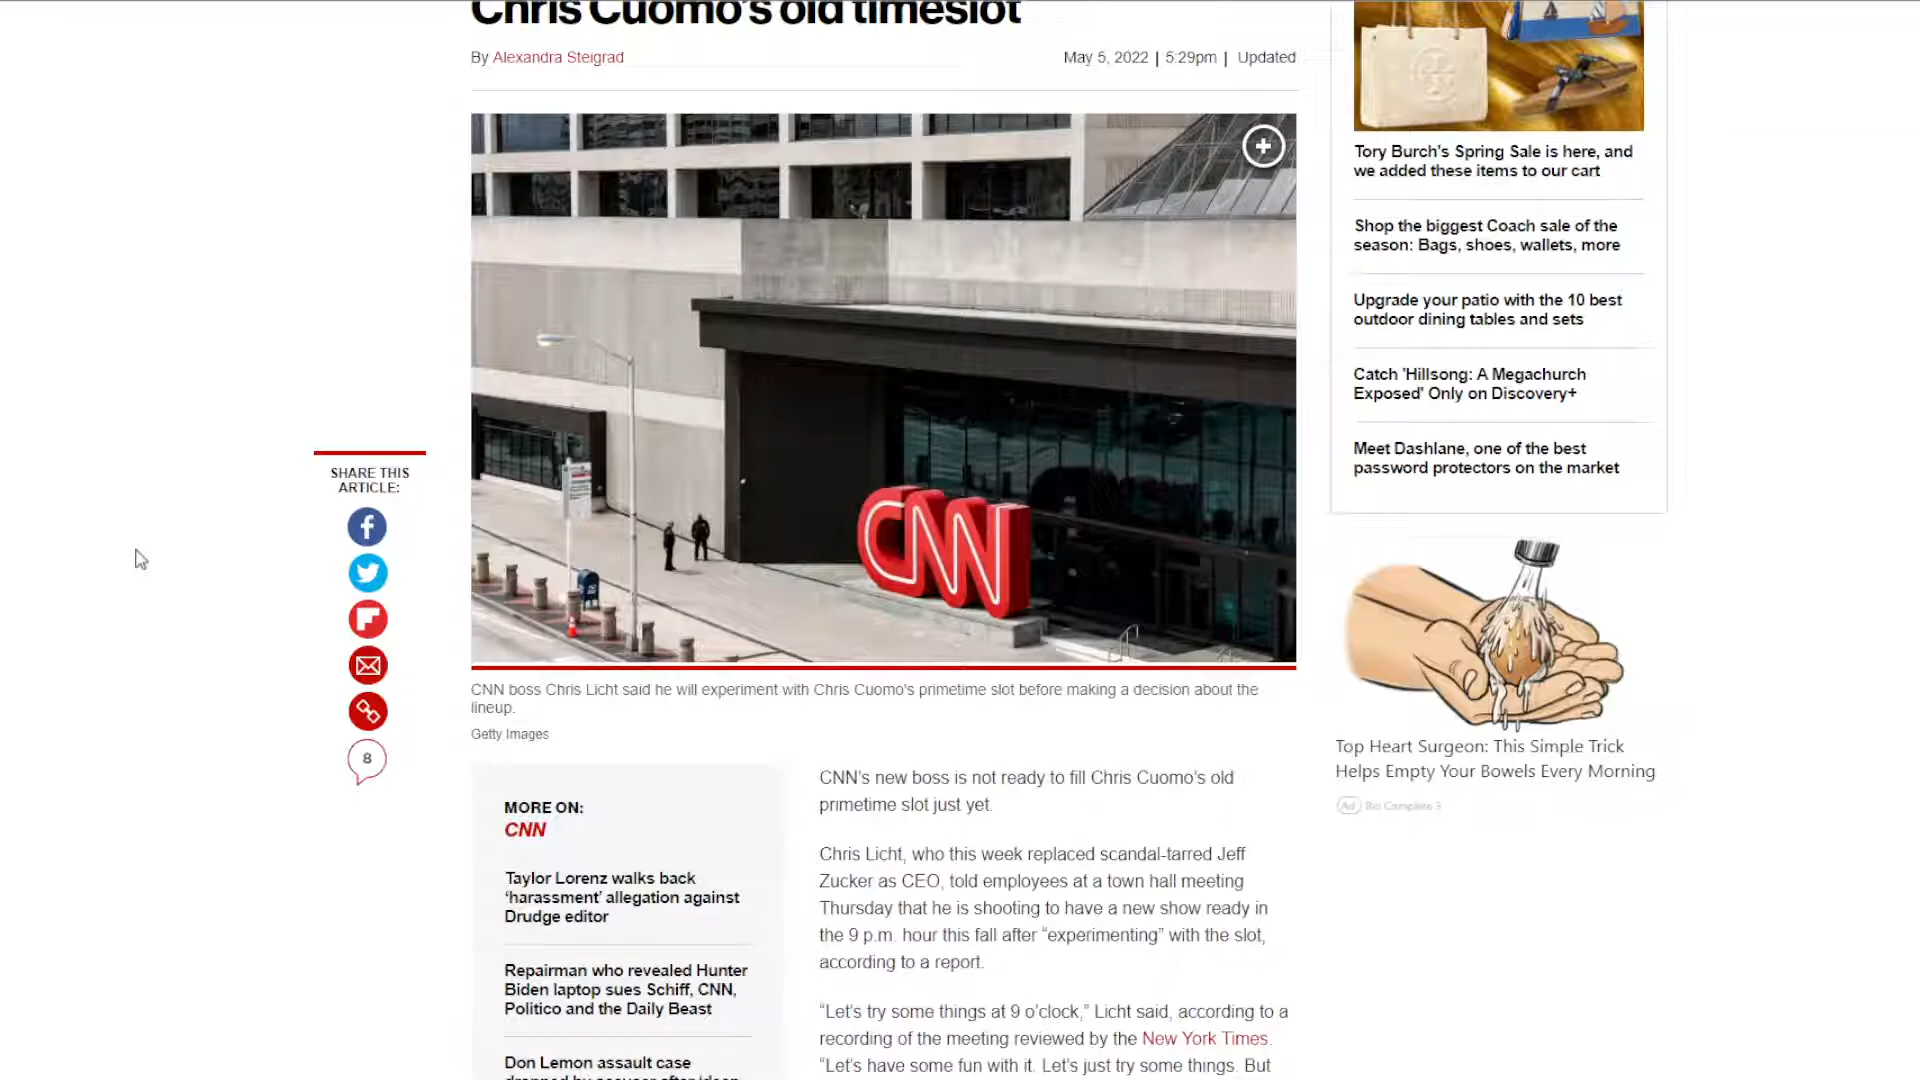 Chris Cuomo's old timeslot
By Alexandra Steigrad
May 5, 2022 | 5:29pm | Updated
CNN
CNN boss Chris Licht said he will experiment with Chris Cuomo's primetime slot before making a decision about the
lineup.
Getty Images
SHARE THIS
ARTICLE:
8
MORE ON:
CNN
Taylor Lorenz walks back
‘harassment’ allegation against
Drudge editor
Repairman who revealed Hunter
Biden laptop sues Schiff, CNN,
Politico and the Daily Beast
Don Lemon assault case
CNN’s new boss is not ready to fill Chris Cuomo’s old
primetime slot just yet.
Chris Licht, who this week replaced scandal-tarred Jeff
Zucker as CEO, told employees at a town hall meeting
Thursday that he is shooting to have a new show ready in
the 9 p.m. hour this fall after “experimenting” with the slot,
according to a report.
“Let’s try some things at 9 o’clock,” Licht said, according to a
recording of the meeting reviewed by the New York Times.
“Let’s have some fun with it. Let’s just try some things. But
Tory Burch's Spring Sale is here, and
we added these items to our cart
Shop the biggest Coach sale of the
season: Bags, shoes, wallets, more
Upgrade your patio with the 10 best
outdoor dining tables and sets
Catch 'Hillsong: A Megachurch
Exposed' Only on Discovery+
Meet Dashlane, one of the best
password protectors on the market
Top Heart Surgeon: This Simple Trick
Helps Empty Your Bowels Every Morning
Ad Bio Complete 3